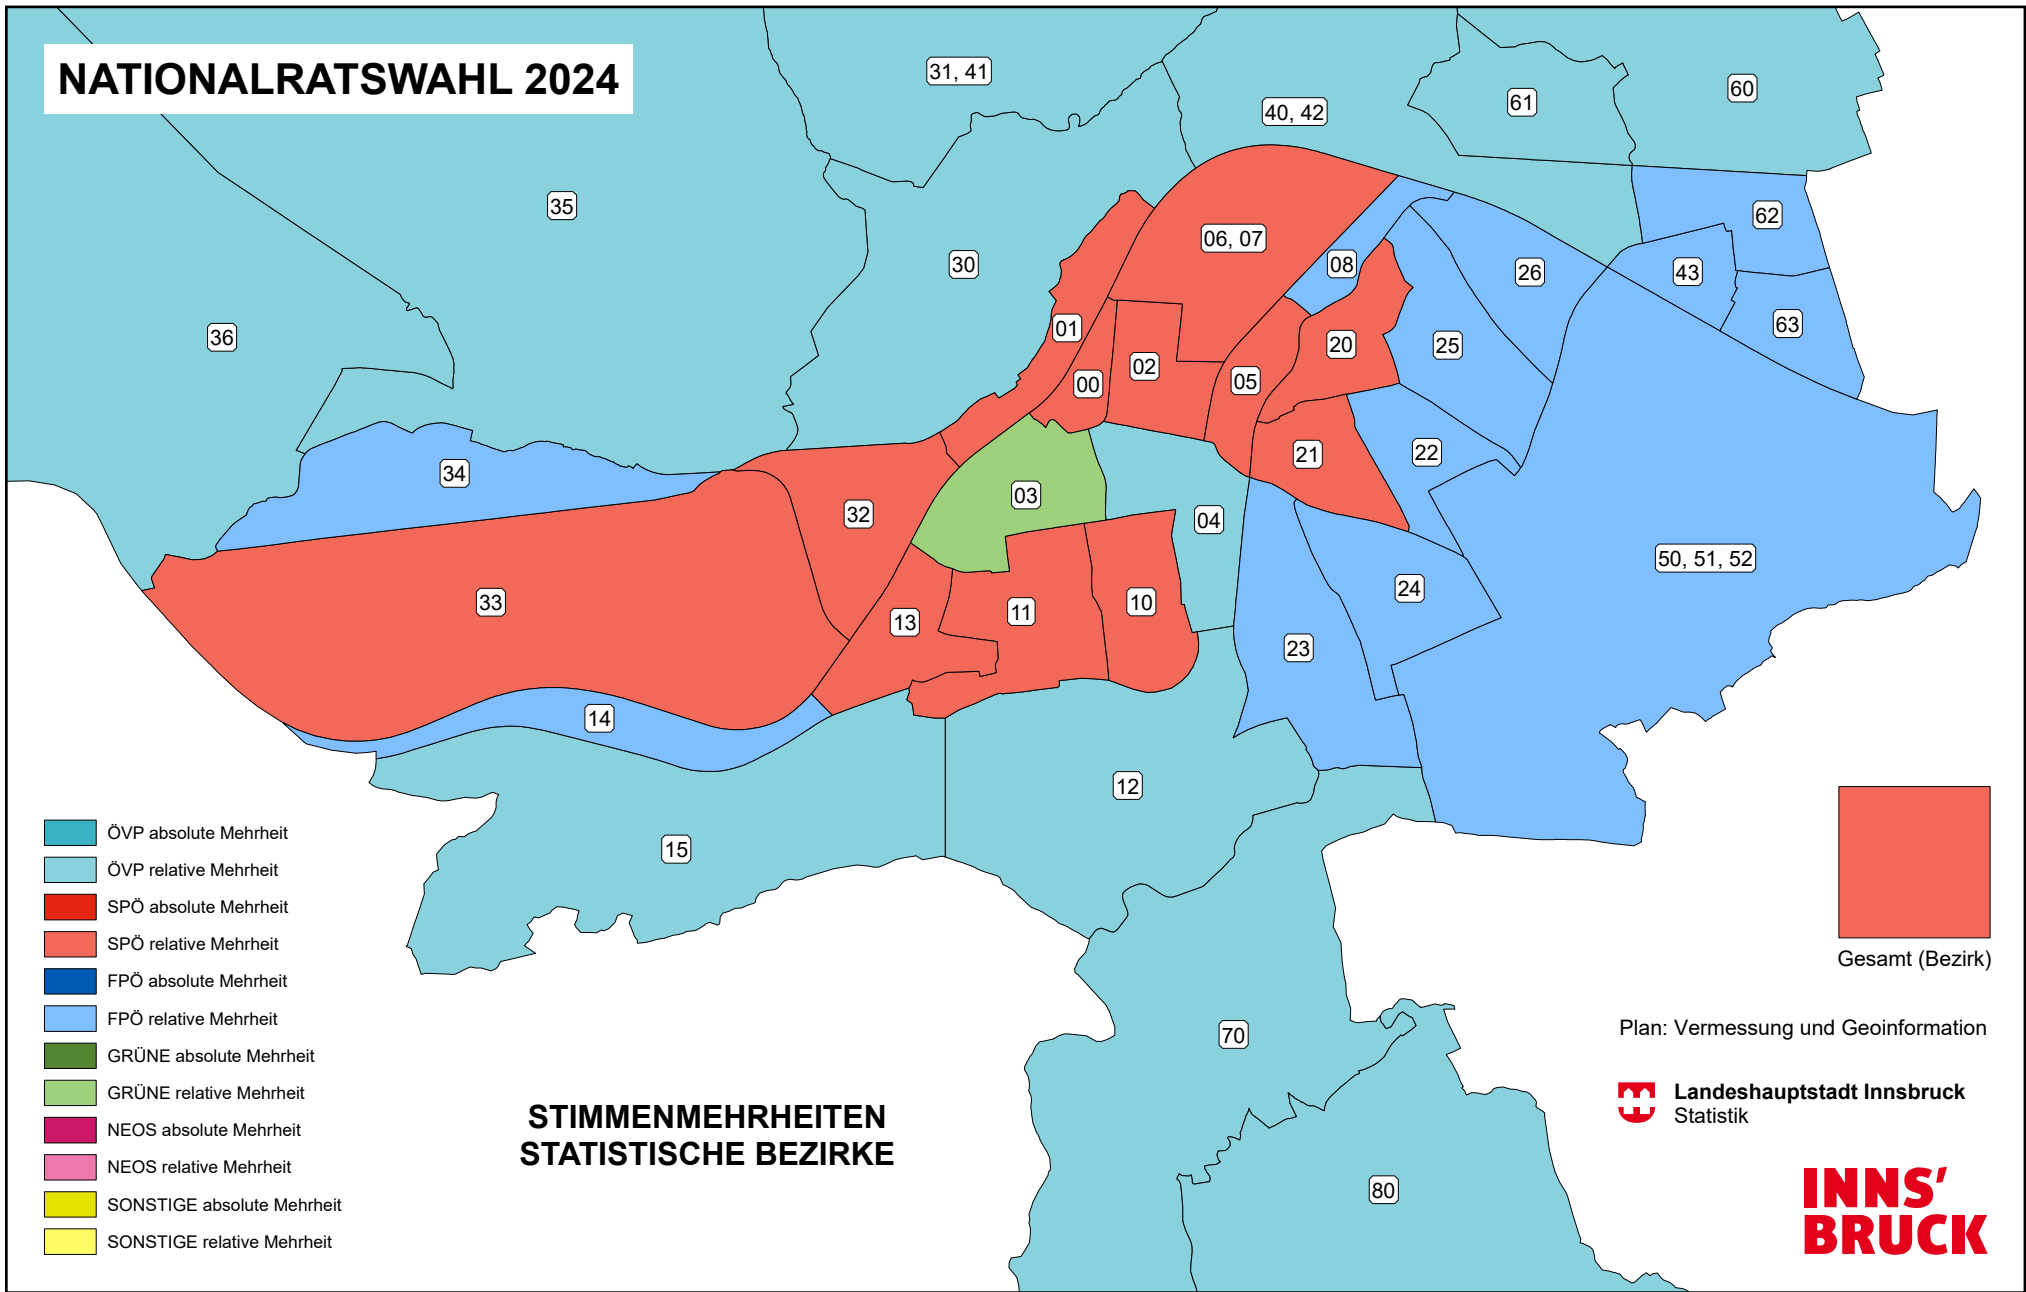 NATIONALRATSWAHL 2024
31, 41
40, 42
61
60
35
30
06, 07
08
26
62
43
63
36
01
00
02
05
20
25
34
32
03
04
21
22
50, 51, 52
33
13
11
10
24
23
14
12
15
70
80
ÖVP absolute Mehrheit
ÖVP relative Mehrheit
SPÖ absolute Mehrheit
SPÖ relative Mehrheit
FPÖ absolute Mehrheit
FPÖ relative Mehrheit
GRÜNE absolute Mehrheit
GRÜNE relative Mehrheit
NEOS absolute Mehrheit
NEOS relative Mehrheit
SONSTIGE absolute Mehrheit
SONSTIGE relative Mehrheit
STIMMENMEHRHEITEN
STATISTISCHE BEZIRKE
Gesamt (Bezirk)
Plan: Vermessung und Geoinformation
Landeshauptstadt Innsbruck
Statistik
INNS'
BRUCK